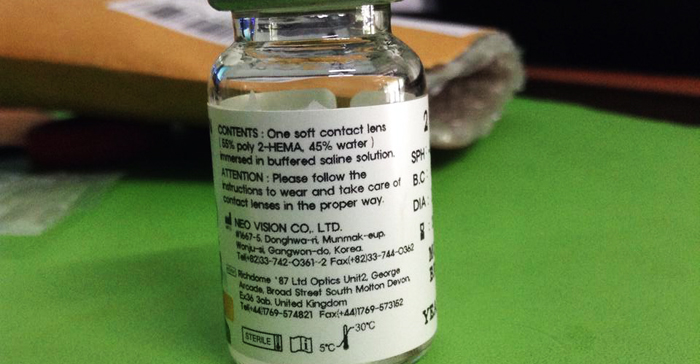 CONTENTS : One soft contact lens
( 55% poly 2-HEMA, 45% water )
immersed in buffered saline solution.
ATTENTION : Please follow the
instructions to wear and take care of
contact lenses in the proper way.
NEO VISION CO,. LTD.
#1667-5, Donghwa-ri, Munmak-eup,
Wonju-si, Gangwon-do, Korea.
Tel(+82)33-742-0361~2 Fax(+82)33-744-0362
Richdome '87 Ltd Optics Unit2, George
Arcade, Broad Street South Molton Devon,
Ex36 3ab. United Kingdom
Tel(+44)1769-574821 Fax(+44)1769-573152
STERILE
5°C
30°C
2
SPH
B.C
DIA